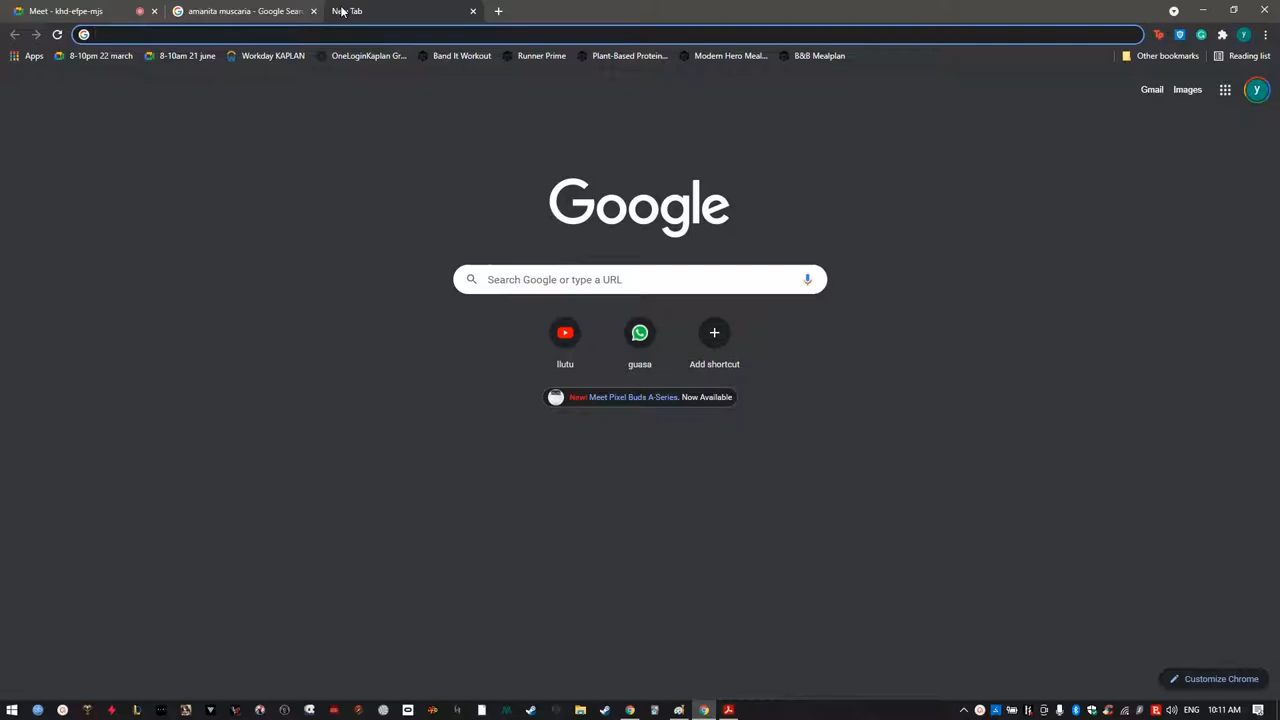 Meet - khd-efpe-mjs
amanita muscaria - Google Sear
New Tab
Apps
8-10pm 22 march
8-10am 21 june
Workday KAPLAN
OneLoginKaplan Gr...
Band It Workout
Runner Prime
Plant-Based Protein...
Modern Hero Meal...
B&B Mealplan
Other bookmarks
Reading list
Gmail
Images
y
Google
Search Google or type a URL
llutu
guasa
Add shortcut
New! Meet Pixel Buds A-Series. Now Available
Customize Chrome
ENG
10:11 AM